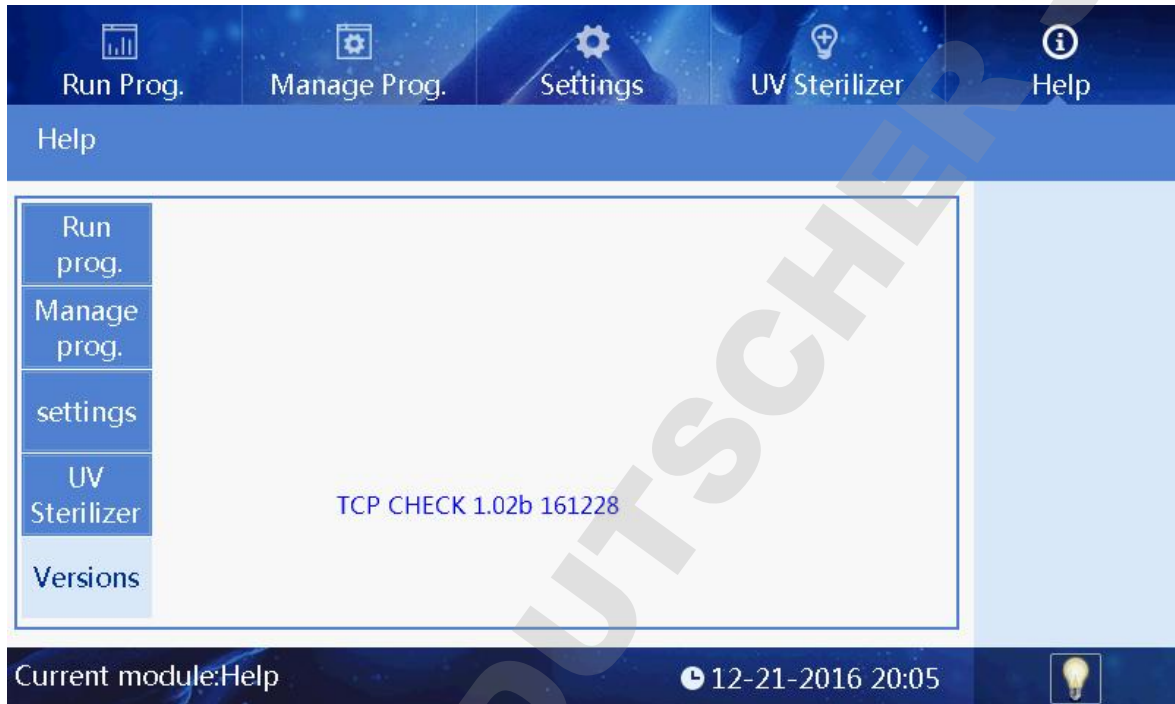 Run Prog.
Manage Prog.
Settings
UV Sterilizer
Help
Help
Run
prog.
Manage
prog.
settings
UV
Sterilizer
Versions
TCP CHECK 1.02b 161228
Current module:Help
12-21-2016 20:05
DUTSCHER